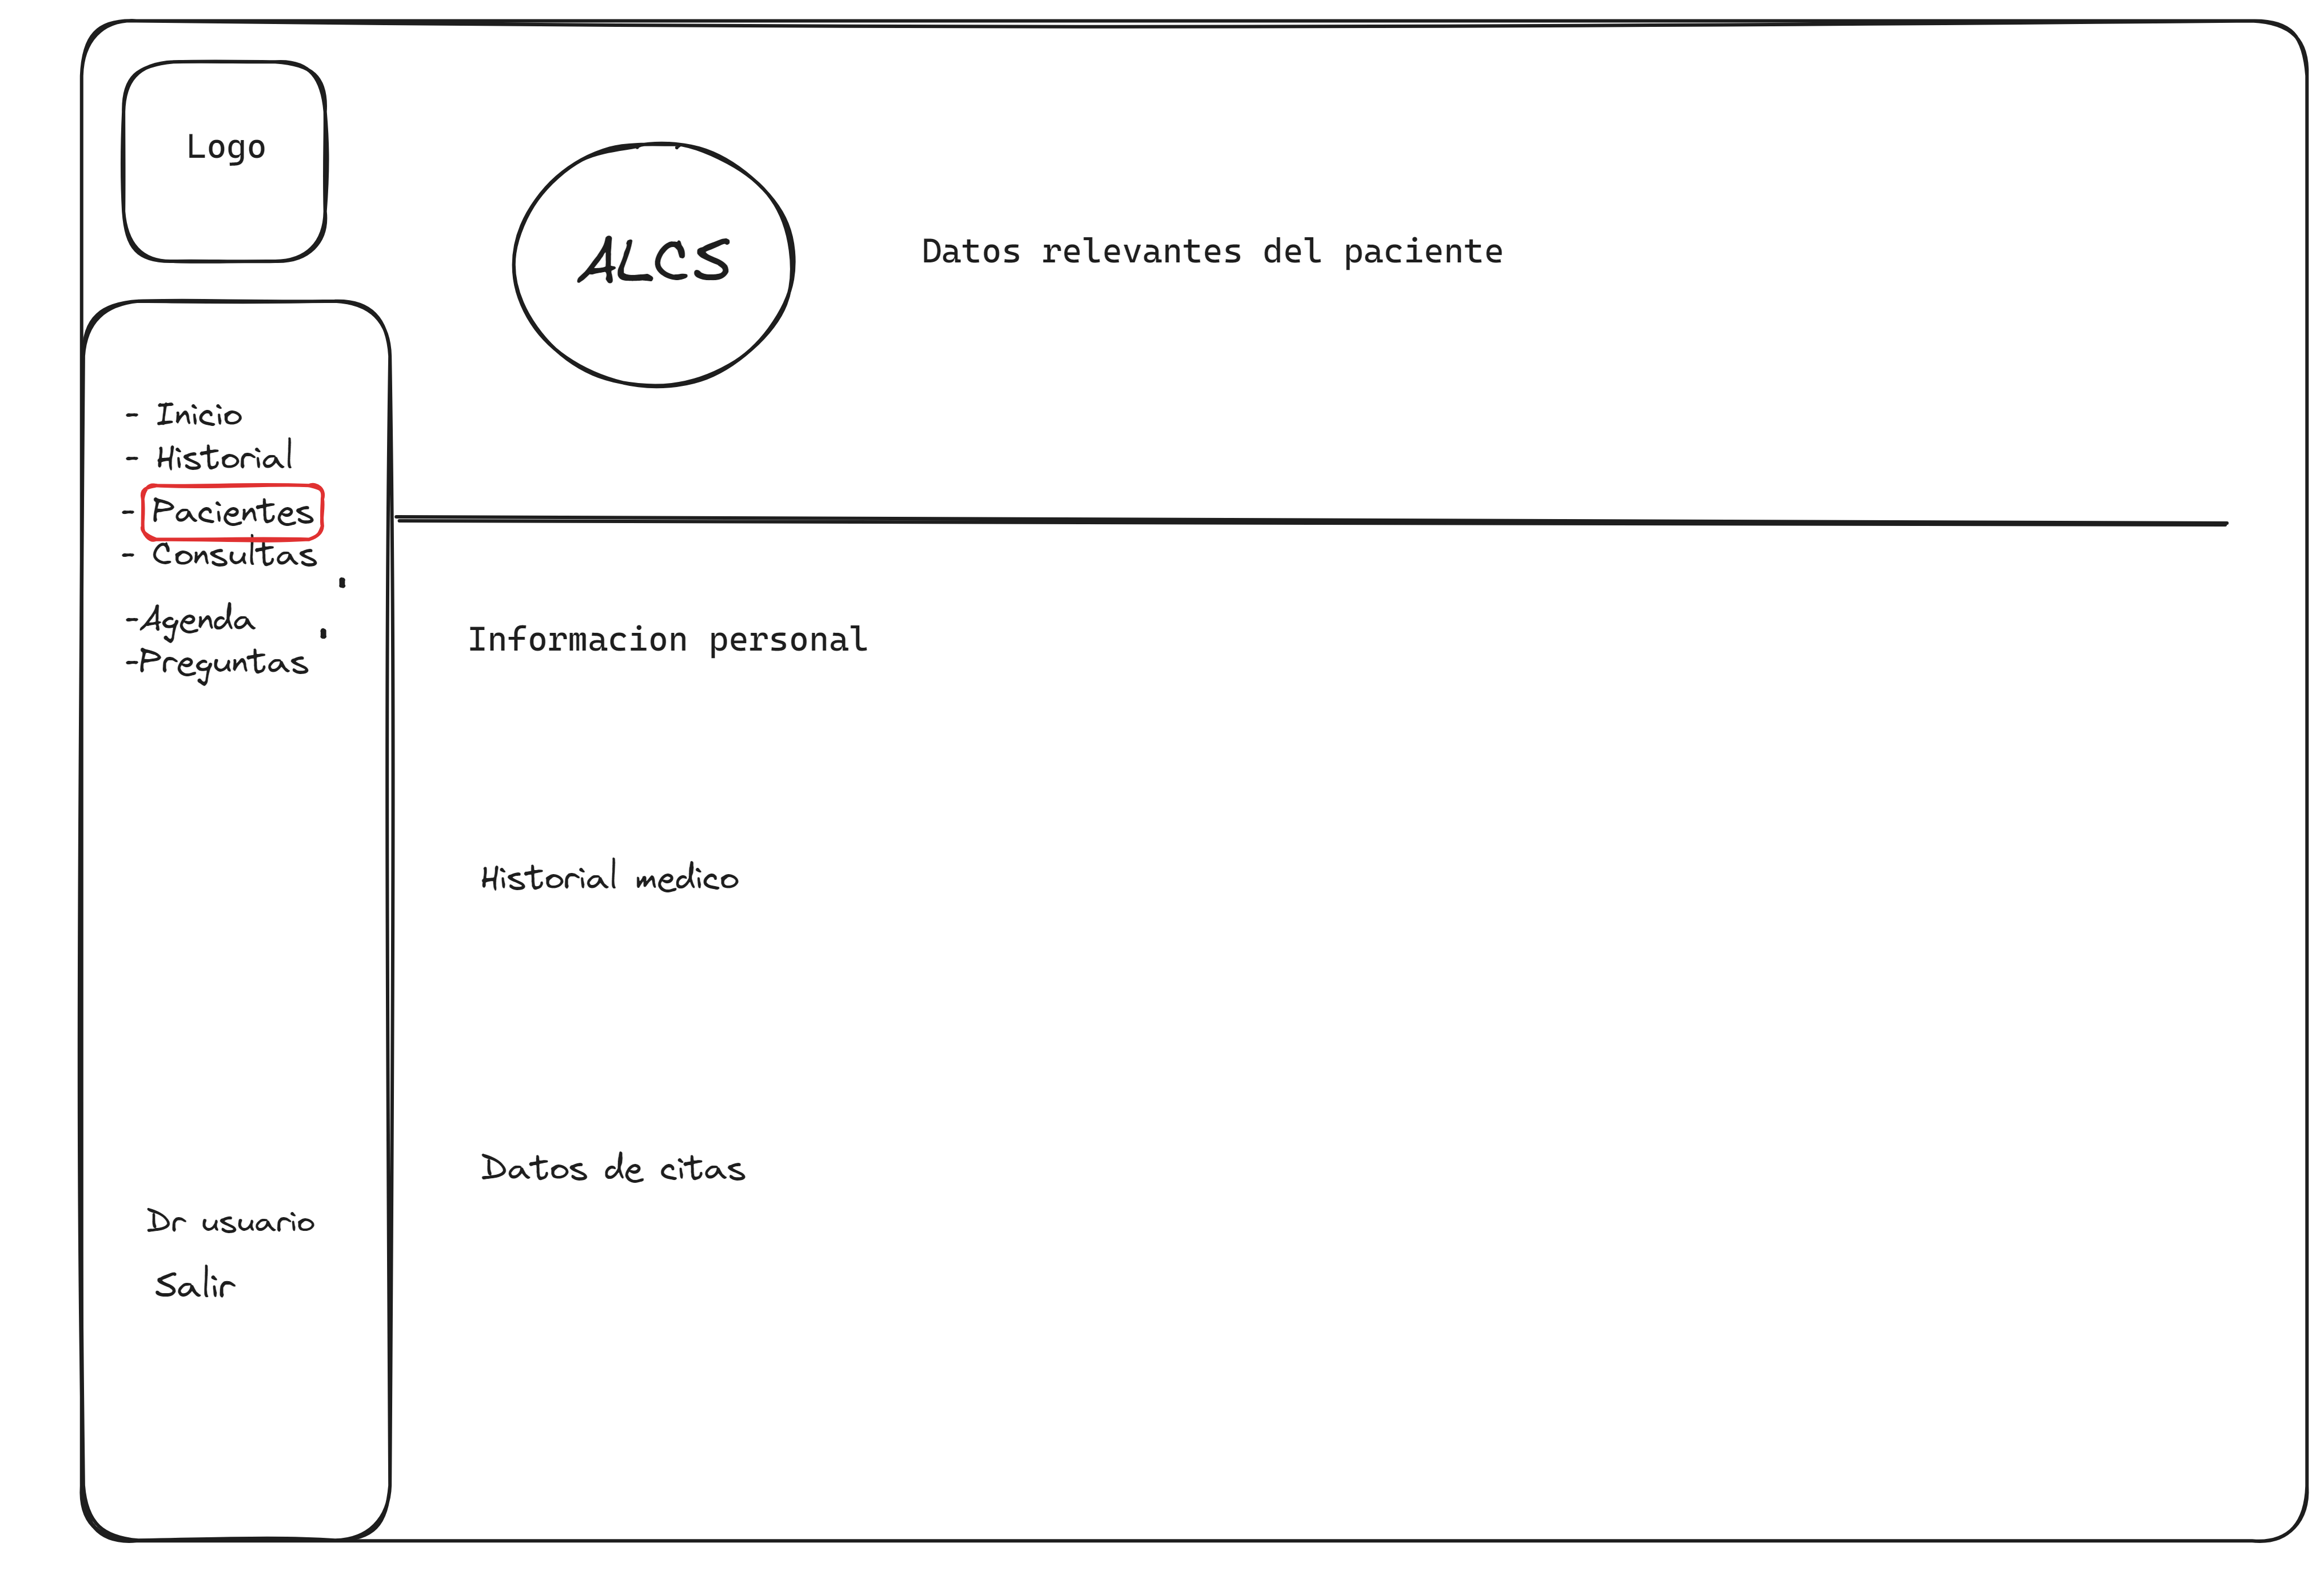 Logo
ALCS
Datos relevantes del paciente
- Inicio
- Historial
- Pacientes
- Consultas
-Agenda
-Preguntas
Informacion personal
Historial medico
Datos de citas
Dr usuario
Salir